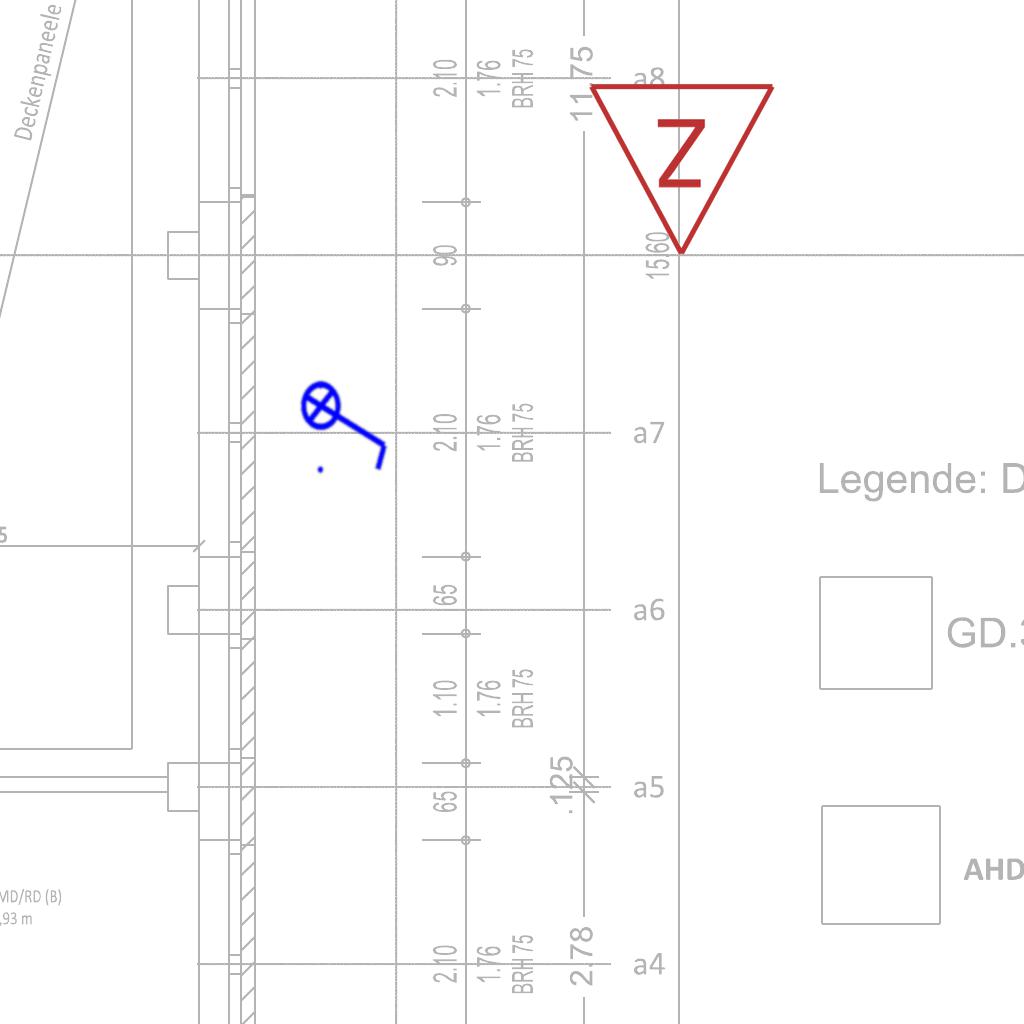 Deckenpaneele
2.10
1.76
BRH 75
11.75
a8
Z
90
15.60
2.10
1.76
BRH 75
a7
Legende: D
5
65
a6
GD.3
1.10
1.76
BRH 75
.125
65
a5
AHD
MD/RD (B)
,93 m
2.10
1.76
BRH 75
2.78
a4